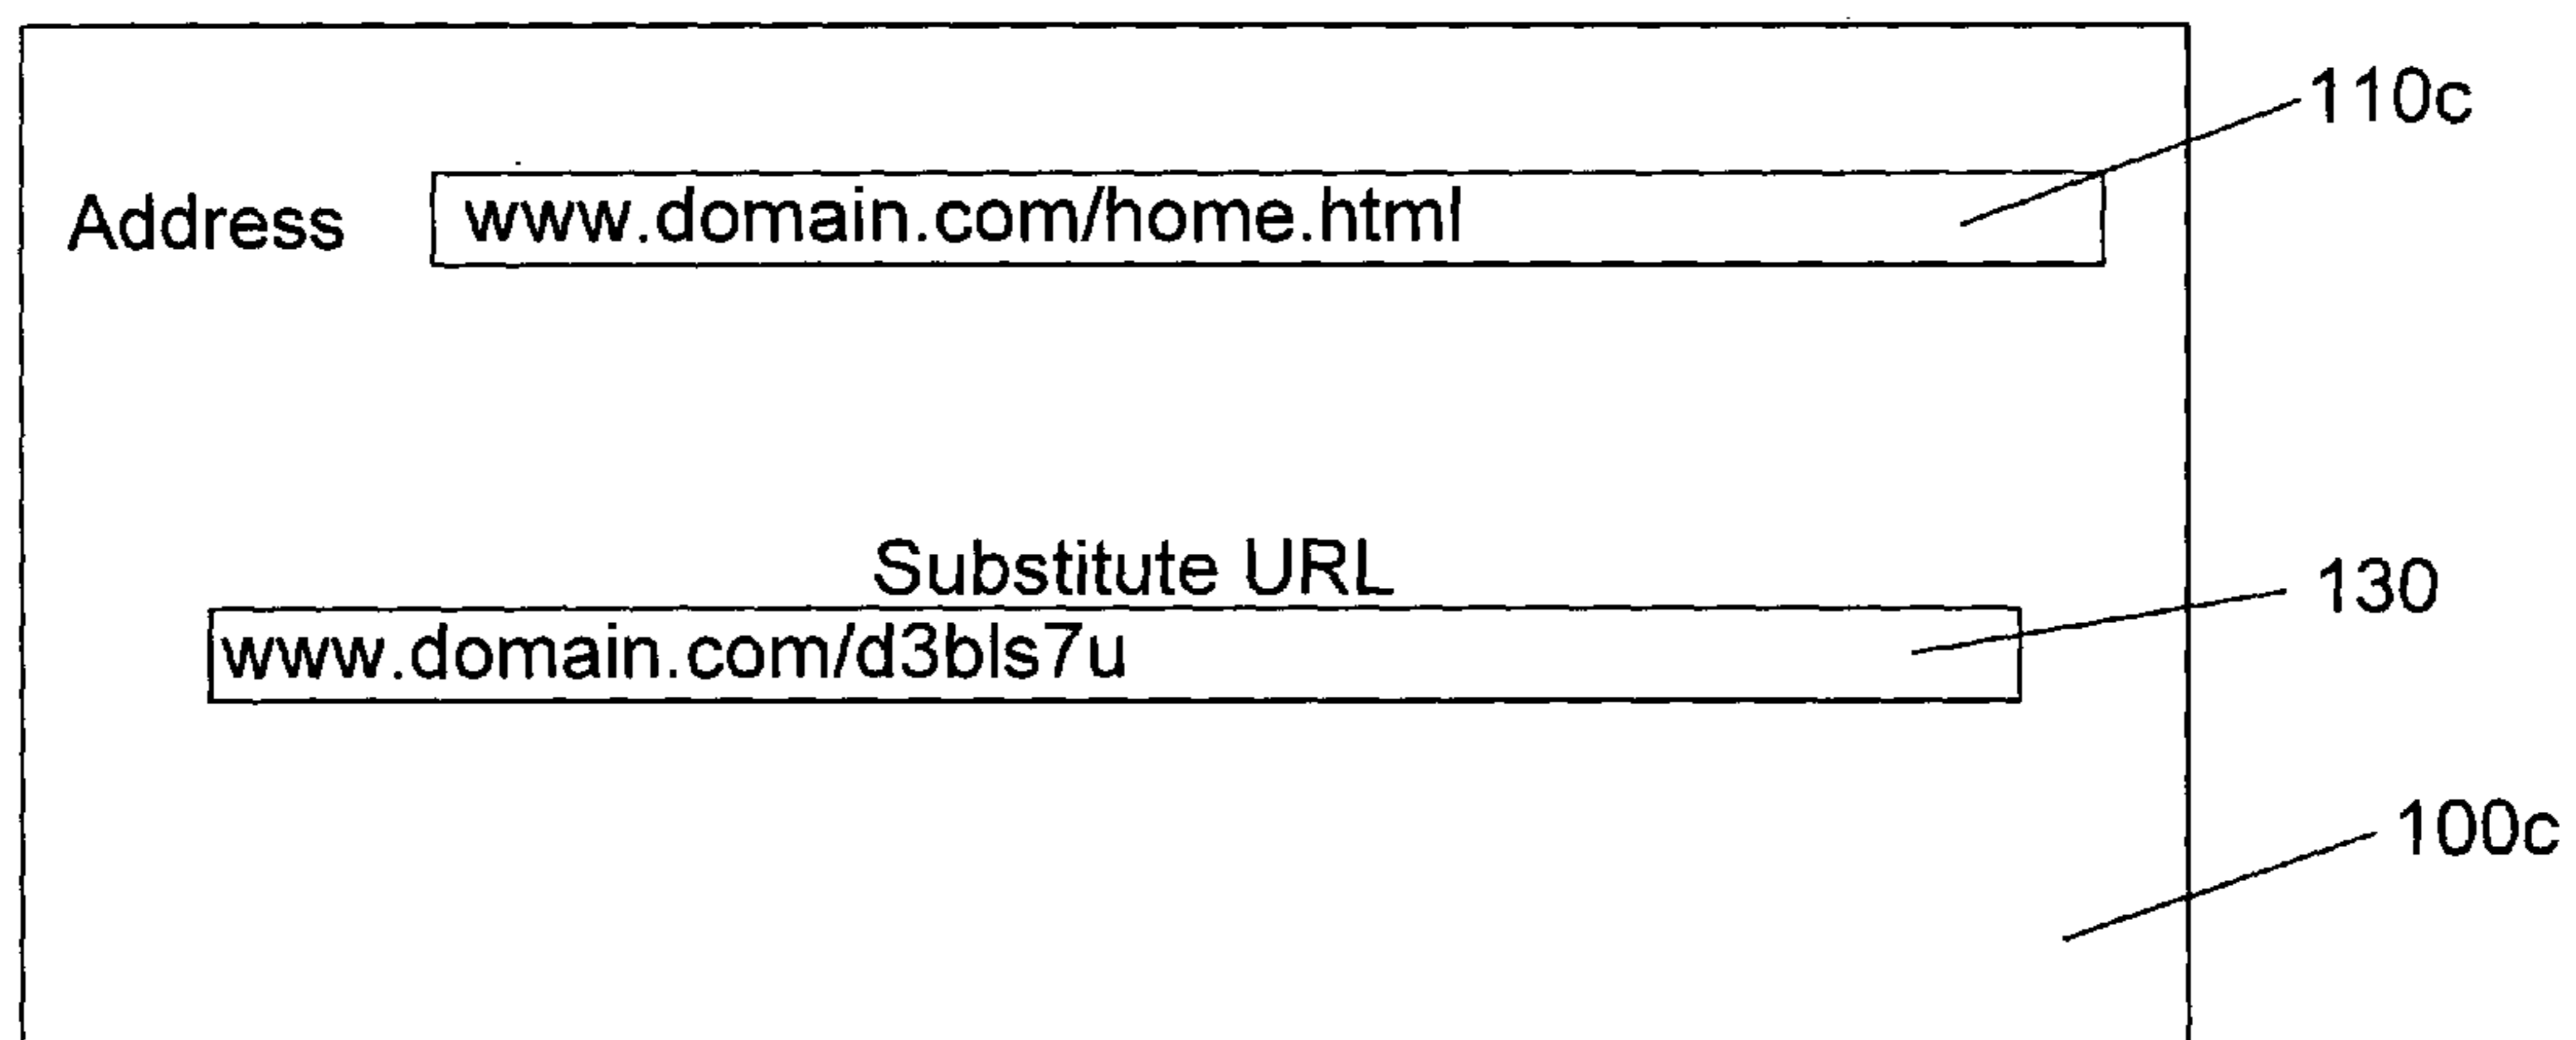 110c
Address www.domain.com/home.html
Substitute URL
130
www.domain.com/d3bls7u
100c